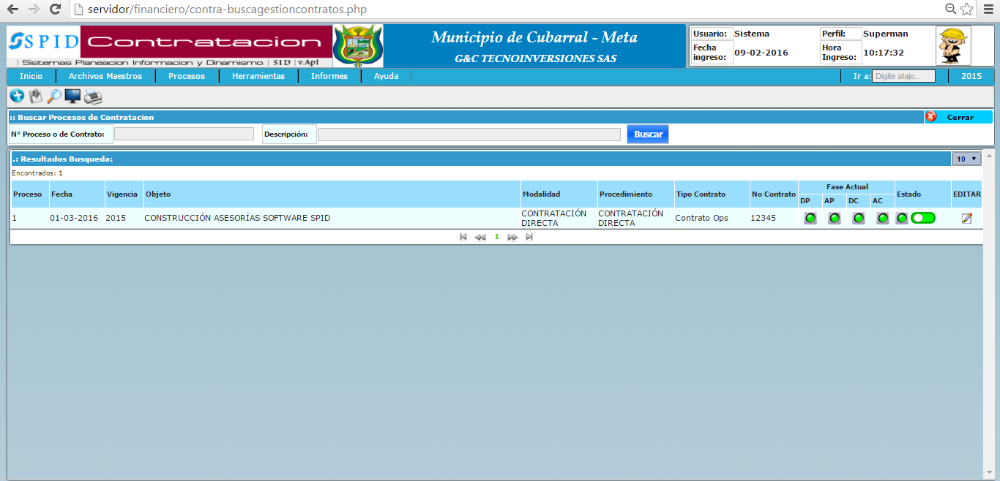 servidor/financiero/contra-buscagestioncontratos.php
SPID Contratacion
Sistemas Planeacion Informacion y Dinamismo | SID | v.Ap1
Municipio de Cubarral - Meta
G&C TECNOINVERSIONES SAS
Usuario: Sistema Perfil: Superman
Fecha ingreso: 09-02-2016 Hora Ingreso: 10:17:32
Inicio Archivos Maestros Procesos Herramientas Informes Ayuda Ir a: Digite atajo... 2015
:: Buscar Procesos de Contratacion Cerrar
N° Proceso o de Contrato: Descripción: Buscar
.: Resultados Busqueda: 10
Encontrados: 1
Proceso Fecha Vigencia Objeto Modalidad Procedimiento Tipo Contrato No Contrato Fase Actual Estado EDITAR
DP AP DC AC
1 01-03-2016 2015 CONSTRUCCIÓN ASESORÍAS SOFTWARE SPID CONTRATACIÓN DIRECTA CONTRATACIÓN DIRECTA Contrato Ops 12345
1